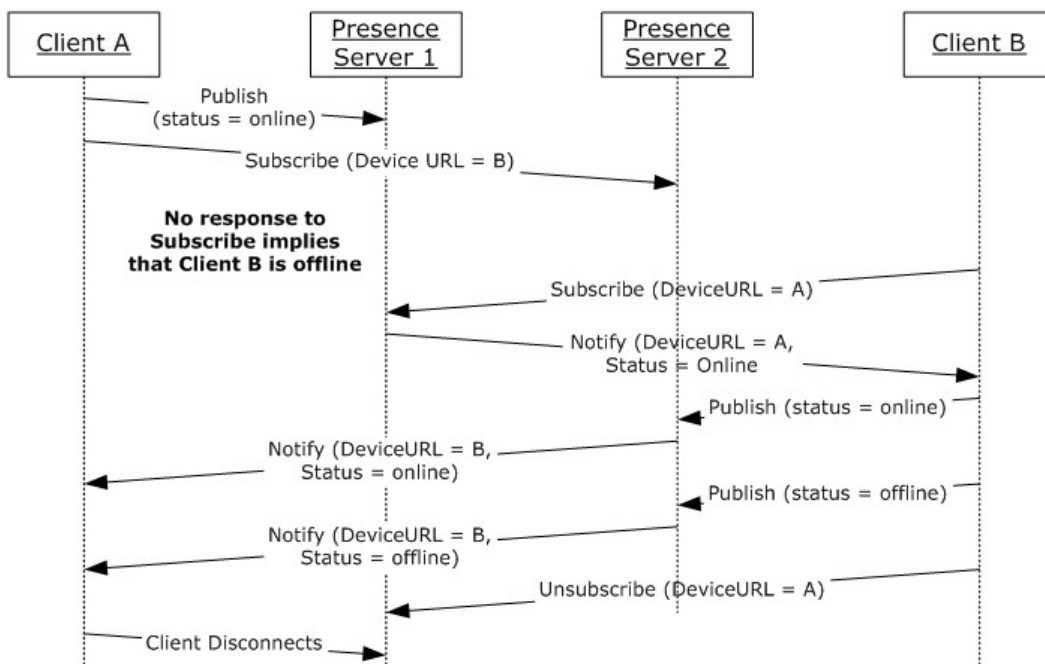 Client A
Presence
Server 1
Presence
Server 2
Client B
Publish
(status = online)
Subscribe (Device URL = B)
No response to
Subscribe implies
that Client B is offline
Subscribe (DeviceURL = A)
Notify (DeviceURL = A,
Status = Online
Publish (status = online)
Notify (DeviceURL = B,
Status = online)
Publish (status = offline)
Notify (DeviceURL = B,
Status = offline)
Unsubscribe (DeviceURL = A)
Client Disconnects